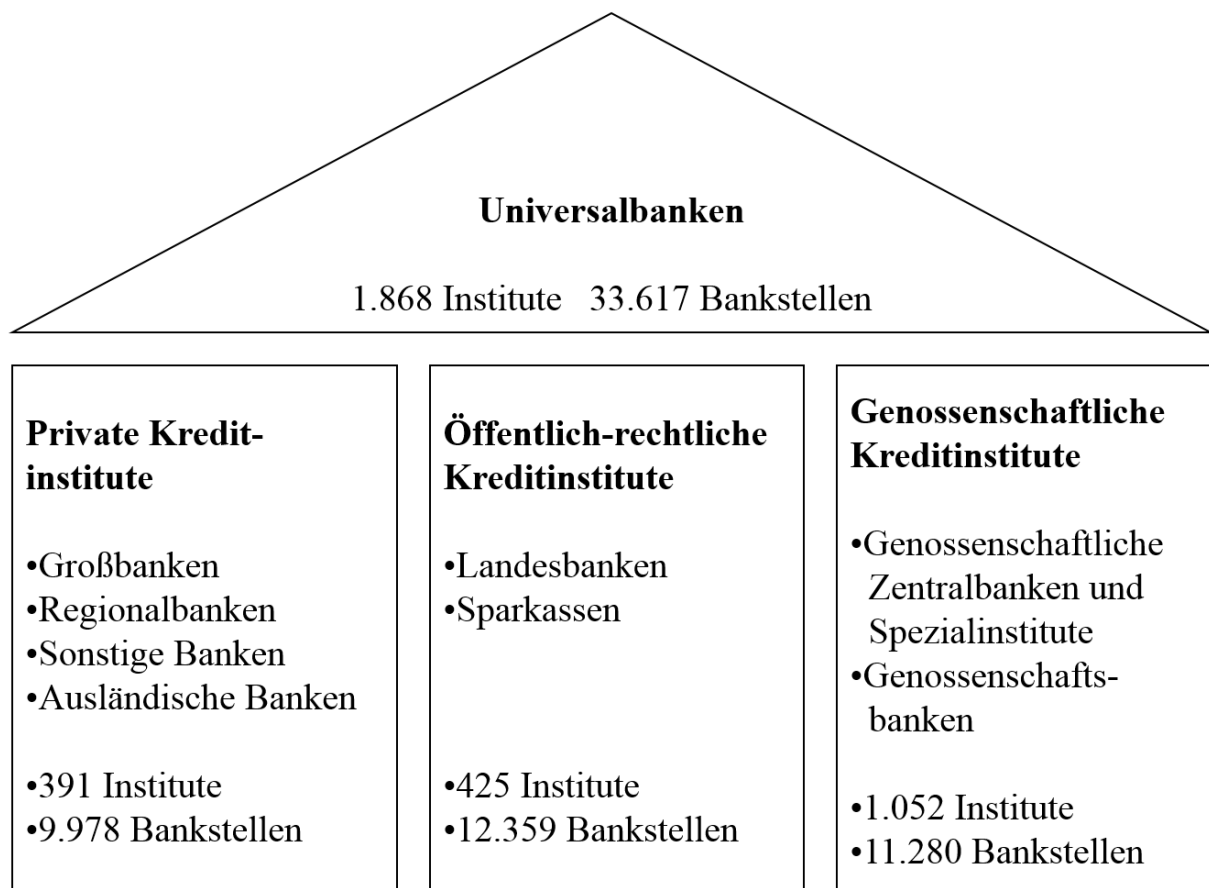 Universalbanken
1.868 Institute 33.617 Bankstellen
Private Kredit-
institute
•Großbanken
•Regionalbanken
•Sonstige Banken
•Ausländische Banken
•391 Institute
•9.978 Bankstellen
Öffentlich-rechtliche
Kreditinstitute
•Landesbanken
•Sparkassen
•425 Institute
•12.359 Bankstellen
Genossenschaftliche
Kreditinstitute
•Genossenschaftliche
Zentralbanken und
Spezialinstitute
•Genossenschafts-
banken
•1.052 Institute
•11.280 Bankstellen